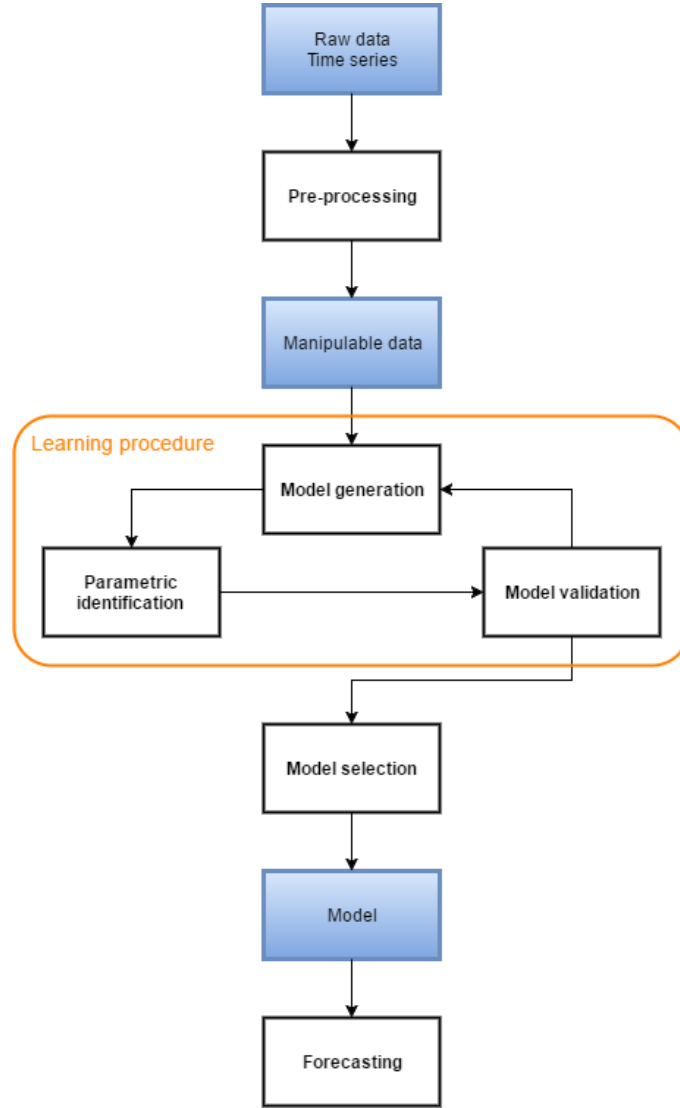 Raw data
Time series
Pre-processing
Manipulable data
Learning procedure
Model generation
Parametric
identification
Model validation
Model selection
Model
Forecasting